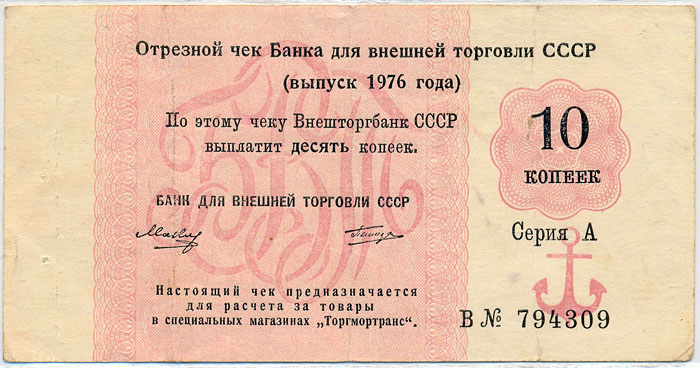 Отрезной чек Банка для внешней торговли СССР
(выпуск 1976 года)
По этому чеку Внешторгбанк СССР
выплатит десять копеек.
БАНК ДЛЯ ВНЕШНЕЙ ТОРГОВЛИ СССР
Настоящий чек предназначается
для расчета за товары
в специальных магазинах „Торгмортранс“.
10
КОПЕЕК
Серия А
В № 794309